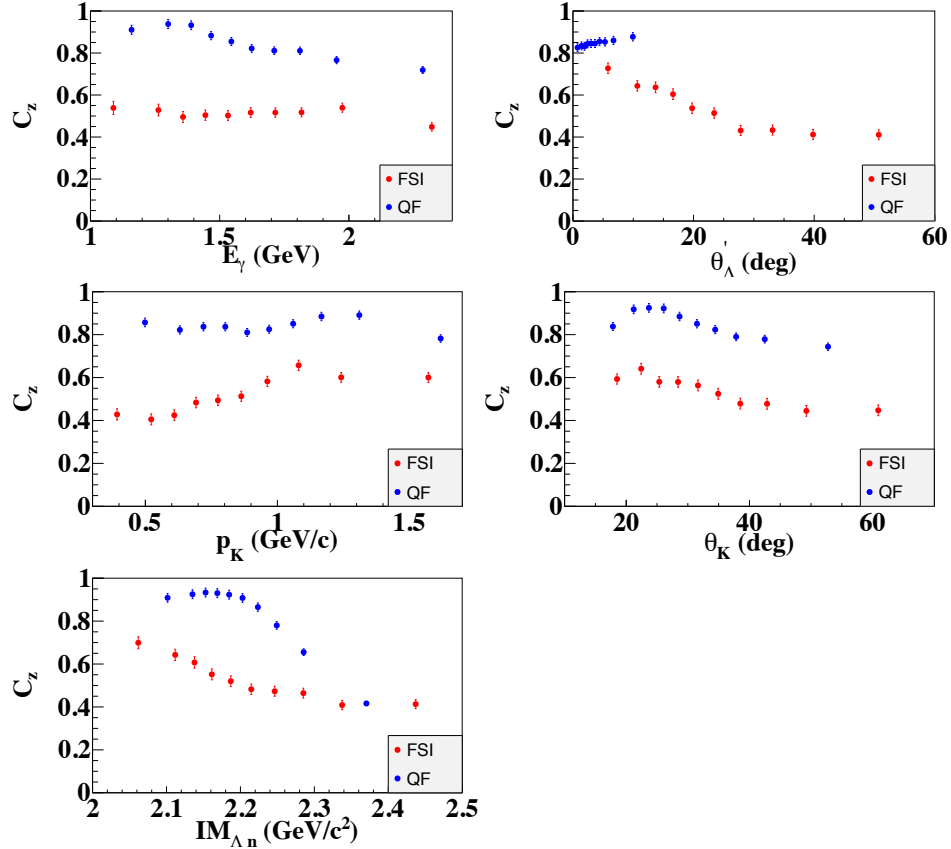 C_z
1
0.8
0.6
0.4
0.2
0
FSI
QF
1 1.5 2
E_γ (GeV)
C_z
1
0.8
0.6
0.4
0.2
0
FSI
QF
0 20 40 60
θ_Λ^' (deg)
C_z
1
0.8
0.6
0.4
0.2
0
FSI
QF
0.5 1 1.5
p_K (GeV/c)
C_z
1
0.8
0.6
0.4
0.2
0
FSI
QF
20 40 60
θ_K (deg)
C_z
1
0.8
0.6
0.4
0.2
0
FSI
QF
2 2.1 2.2 2.3 2.4 2.5
IM_Λ n (GeV/c²)